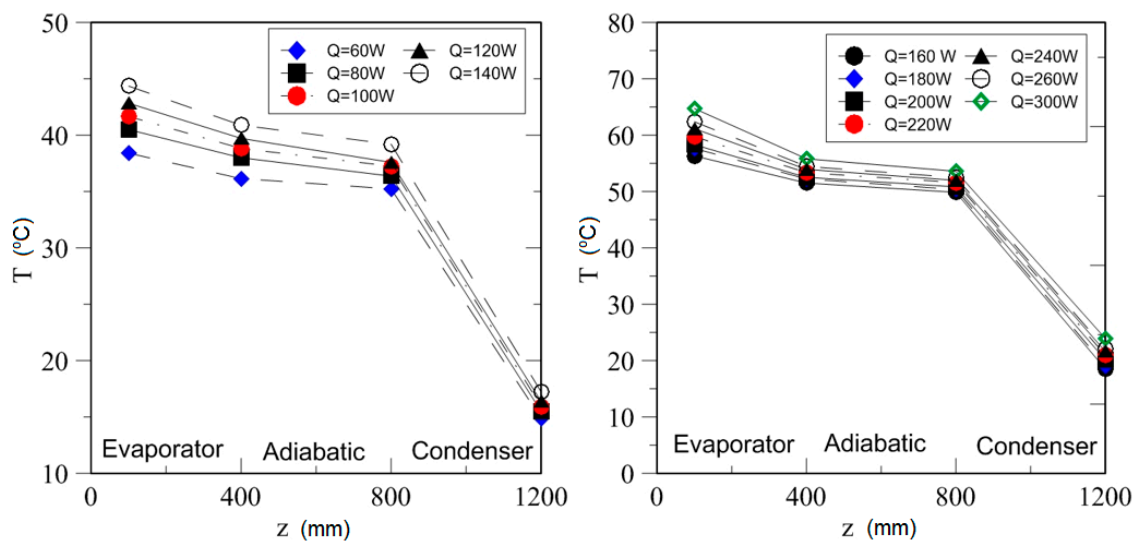 50
40
30
20
10
T (°C)
Q=60W
Q=80W
Q=100W
Q=120W
Q=140W
Evaporator
Adiabatic
Condenser
0
400
800
1200
z (mm)
80
70
60
50
40
30
20
10
0
T (°C)
Q=160 W
Q=180W
Q=200W
Q=220W
Q=240W
Q=260W
Q=300W
Evaporator
Adiabatic
Condenser
0
400
800
1200
z (mm)